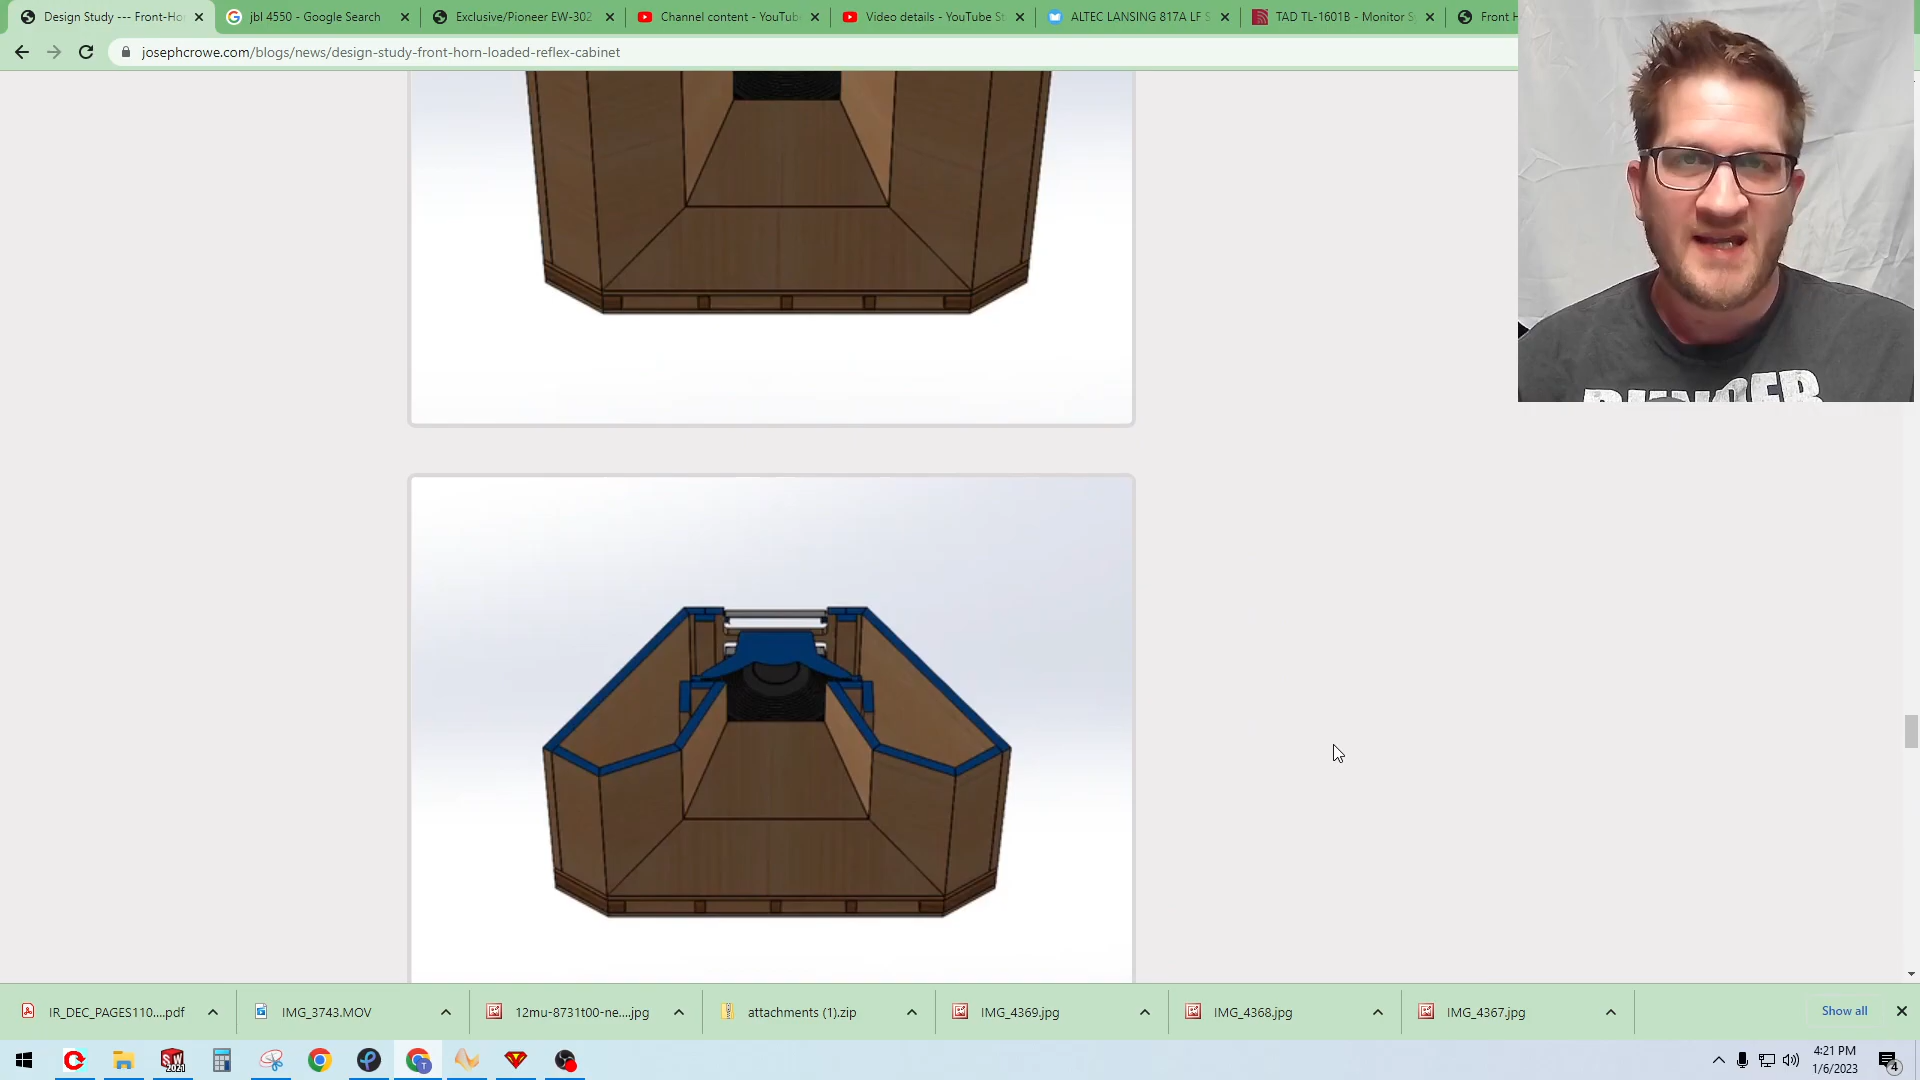 Design Study --- Front-Ho
jbl 4550 - Google Search
Exclusive/Pioneer EW-302
Channel content - YouTub
Video details - YouTube St
ALTEC LANSING 817A LF S
TAD TL-1601B - Monitor S
Front H
josephcrowe.com/blogs/news/design-study-front-horn-loaded-reflex-cabinet
IR_DEC_PAGES110....pdf
IMG_3743.MOV
12mu-8731t00-ne....jpg
attachments (1).zip
IMG_4369.jpg
IMG_4368.jpg
IMG_4367.jpg
Show all
SW
2021
T
4:21 PM
1/6/2023
4